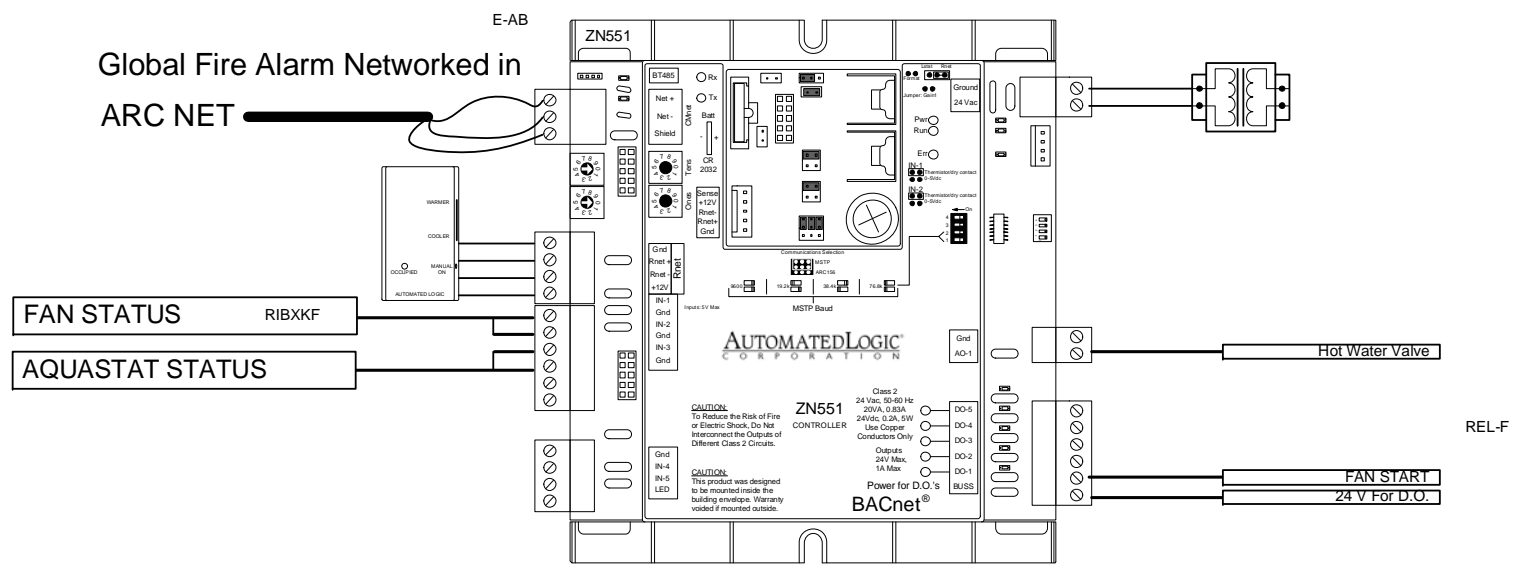 E-AB
Global Fire Alarm Networked in
ARC NET
ZN551
BT485
Rx
Tx
Net +
Net -
Shield
CMnet
Batt
- +
CR
2032
Tens
Ones
Sense
+12V
Rnet-
Rnet+
Gnd
Lstat Rnet
Format
Jumper: Gain!
Ground
24 Vac
Pwr
Run
Err
IN-1
Thermistor/dry contact
0-5Vdc
IN-2
Thermistor/dry contact
0-5Vdc
On
4
3
2
1
Communications Selection
MSTP
ARC156
9600
19.2k
38.4k
76.8k
MSTP Baud
WARMER
COOLER
OCCUPIED
MANUAL
ON
AUTOMATED LOGIC
FAN STATUS RIBXKF
AQUASTAT STATUS
Gnd
Rnet +
Rnet -
+12V
Rnet
IN-1
Gnd
IN-2
Gnd
IN-3
Gnd
Inputs: 5V Max
AUTOMATEDLOGIC®
CORPORATION
Gnd
AO-1
Hot Water Valve
CAUTION:
To Reduce the Risk of Fire
or Electric Shock, Do Not
Interconnect the Outputs of
Different Class 2 Circuits.
ZN551
CONTROLLER
Class 2
24 Vac, 50-60 Hz
20VA, 0.83A
24Vdc, 0.2A, 5W
Use Copper
Conductors Only
Outputs
24V Max,
1A Max
DO-5
DO-4
DO-3
DO-2
DO-1
BUSS
Power for D.O.'s
BACnet®
Gnd
IN-4
IN-5
LED
CAUTION:
This product was designed
to be mounted inside the
building envelope. Warranty
voided if mounted outside.
REL-F
FAN START
24 V For D.O.